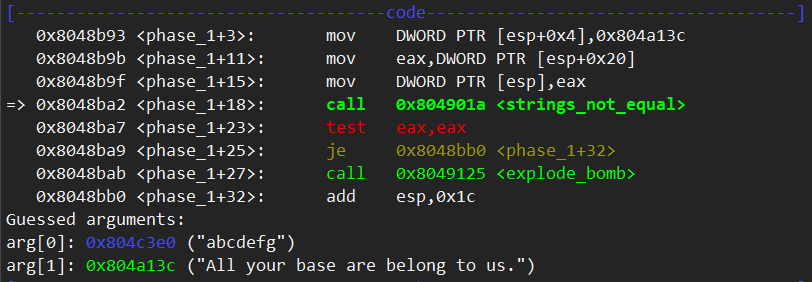 [-------------------------------------code-------------------------------------]
   0x8048b93 <phase_1+3>:	mov    DWORD PTR [esp+0x4],0x804a13c
   0x8048b9b <phase_1+11>:	mov    eax,DWORD PTR [esp+0x20]
   0x8048b9f <phase_1+15>:	mov    DWORD PTR [esp],eax
=> 0x8048ba2 <phase_1+18>:	call   0x804901a <strings_not_equal>
   0x8048ba7 <phase_1+23>:	test   eax,eax
   0x8048ba9 <phase_1+25>:	je     0x8048bb0 <phase_1+32>
   0x8048bab <phase_1+27>:	call   0x8049125 <explode_bomb>
   0x8048bb0 <phase_1+32>:	add    esp,0x1c
Guessed arguments:
arg[0]: 0x804c3e0 ("abcdefg")
arg[1]: 0x804a13c ("All your base are belong to us.")